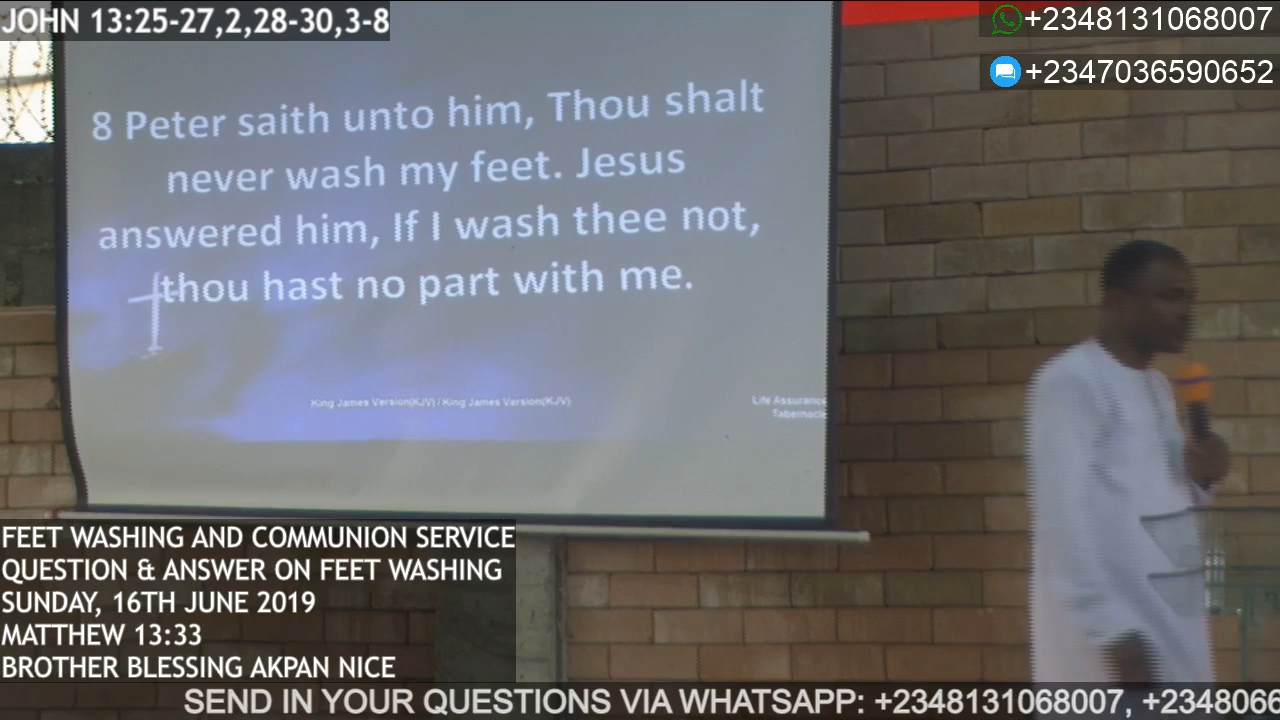 JOHN 13:25-27,2,28-30,3-8
+2348131068007
+2347036590652
8 Peter saith unto him, Thou shalt
never wash my feet. Jesus
answered him, If I wash thee not,
thou hast no part with me.
King James Version(KJV) / King James Version(KJV)
Life Assurance
Tabernacle
FEET WASHING AND COMMUNION SERVICE
QUESTION & ANSWER ON FEET WASHING
SUNDAY, 16TH JUNE 2019
MATTHEW 13:33
BROTHER BLESSING AKPAN NICE
SEND IN YOUR QUESTIONS VIA WHATSAPP: +2348131068007, +2348066